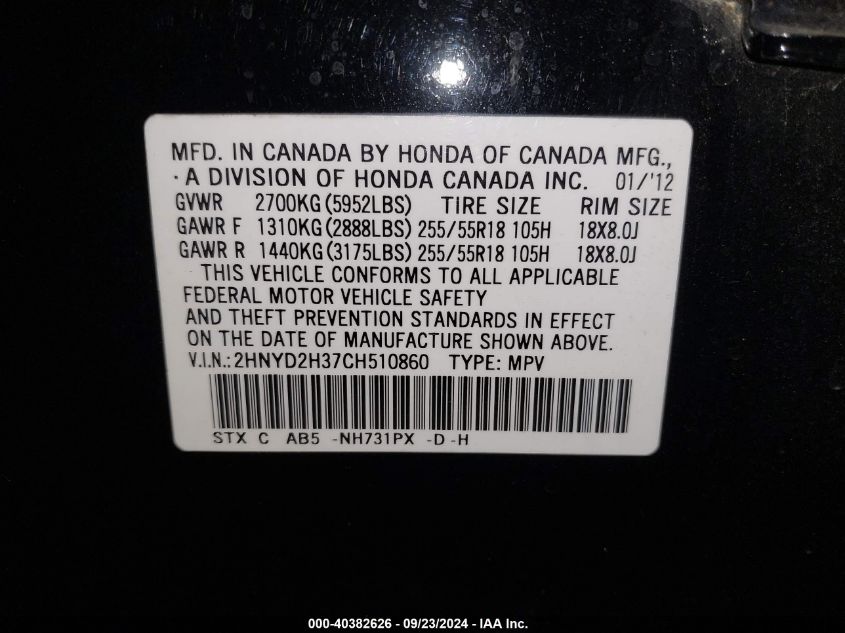 MFD. IN CANADA BY HONDA OF CANADA MFG.,
·A DIVISION OF HONDA CANADA INC. 01/'12
GVWR 2700KG(5952LBS) TIRE SIZE RIM SIZE
GAWR F 1310KG(2888LBS) 255/55R18 105H 18X8.0J
GAWR R 1440KG(3175LBS) 255/55R18 105H 18X8.0J
THIS VEHICLE CONFORMS TO ALL APPLICABLE
FEDERAL MOTOR VEHICLE SAFETY
AND THEFT PREVENTION STANDARDS IN EFFECT
ON THE DATE OF MANUFACTURE SHOWN ABOVE.
V.I.N.: 2HNYD2H37CH510860 TYPE: MPV
STX C AB5 -NH731PX -D -H
000-40382626 - 09/23/2024 - IAA Inc.